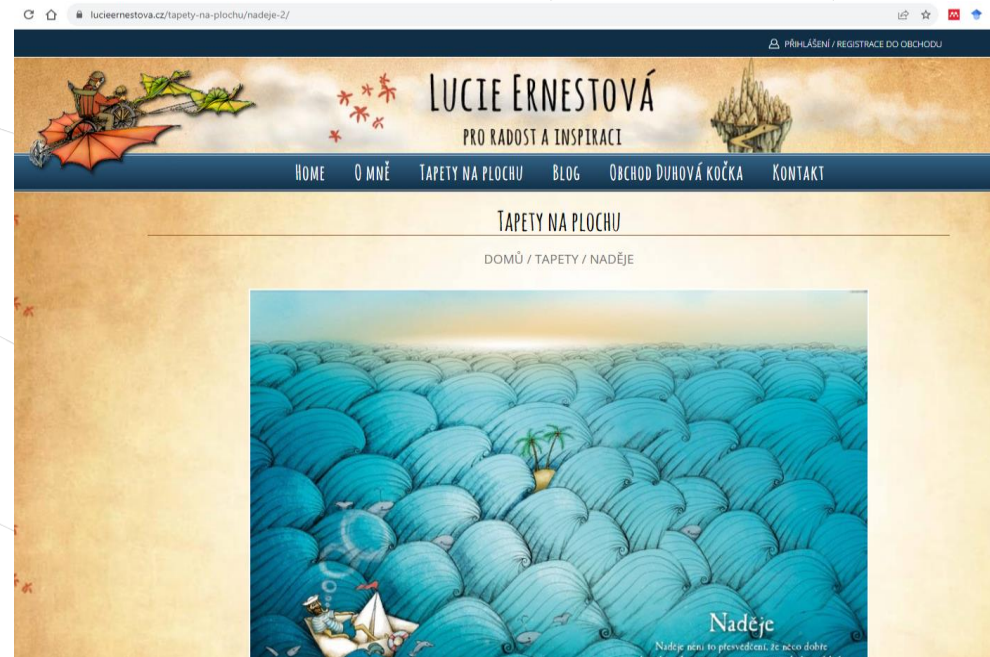 lucieernestova.cz/tapety-na-plochu/nadeje-2/
PŘIHLÁŠENÍ / REGISTRACE DO OBCHODU
LUCIE ERNESTOVÁ
PRO RADOST A INSPIRACI
HOME O MNĚ TAPETY NA PLOCHU BLOG OBCHOD DUHOVÁ KOČKA KONTAKT
TAPETY NA PLOCHU
DOMŮ / TAPETY / NADĚJE
Naděje
Naděje není to přesvědčení, že něco dobře